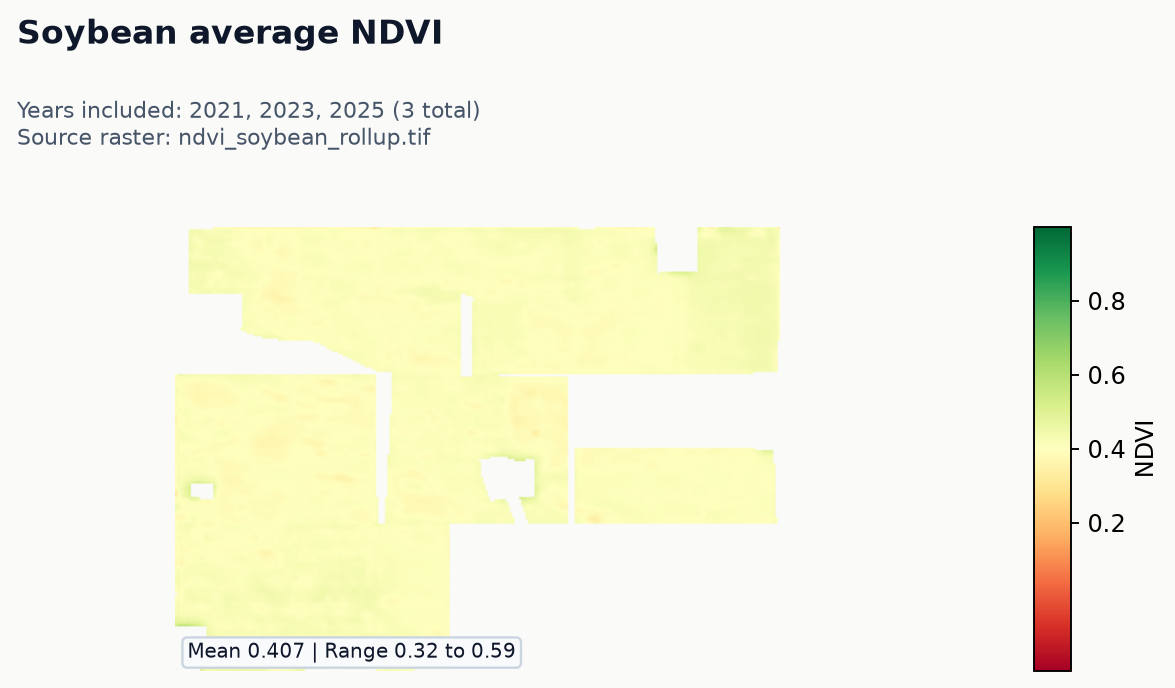 Soybean average NDVI
Years included: 2021, 2023, 2025 (3 total)
Source raster: ndvi_soybean_rollup.tif
0.8
0.6
0.4
0.2
NDVI
Mean 0.407 | Range 0.32 to 0.59